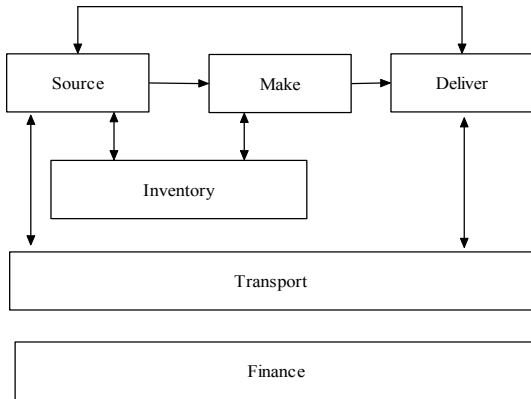 Source
Make
Deliver
Inventory
Transport
Finance